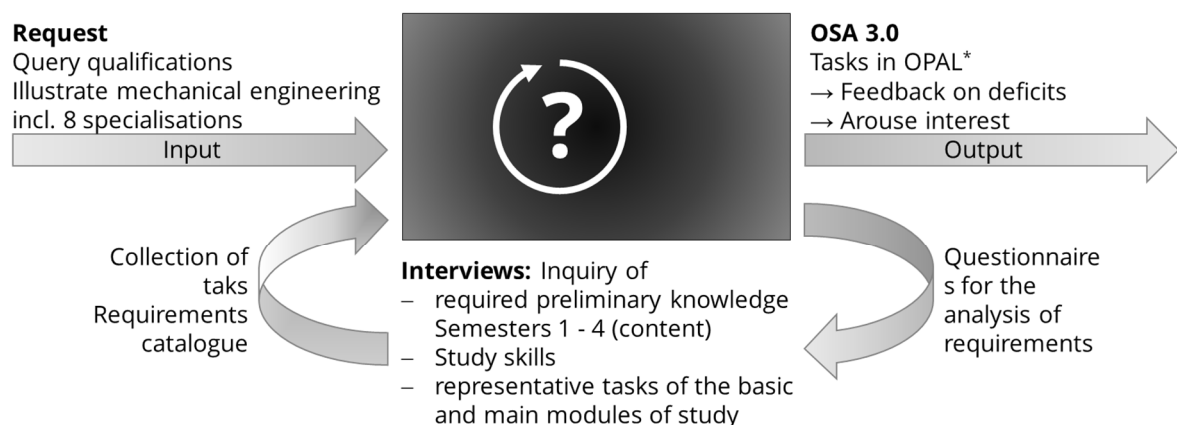 Request
Query qualifications
Illustrate mechanical engineering
incl. 8 specialisations
Input
?
OSA 3.0
Tasks in OPAL*
→ Feedback on deficits
→ Arouse interest
Output
Collection of
taks
Requirements
catalogue
Interviews: Inquiry of
– required preliminary knowledge
Semesters 1 - 4 (content)
– Study skills
– representative tasks of the basic
and main modules of study
Questionnaire
s for the
analysis of
requirements